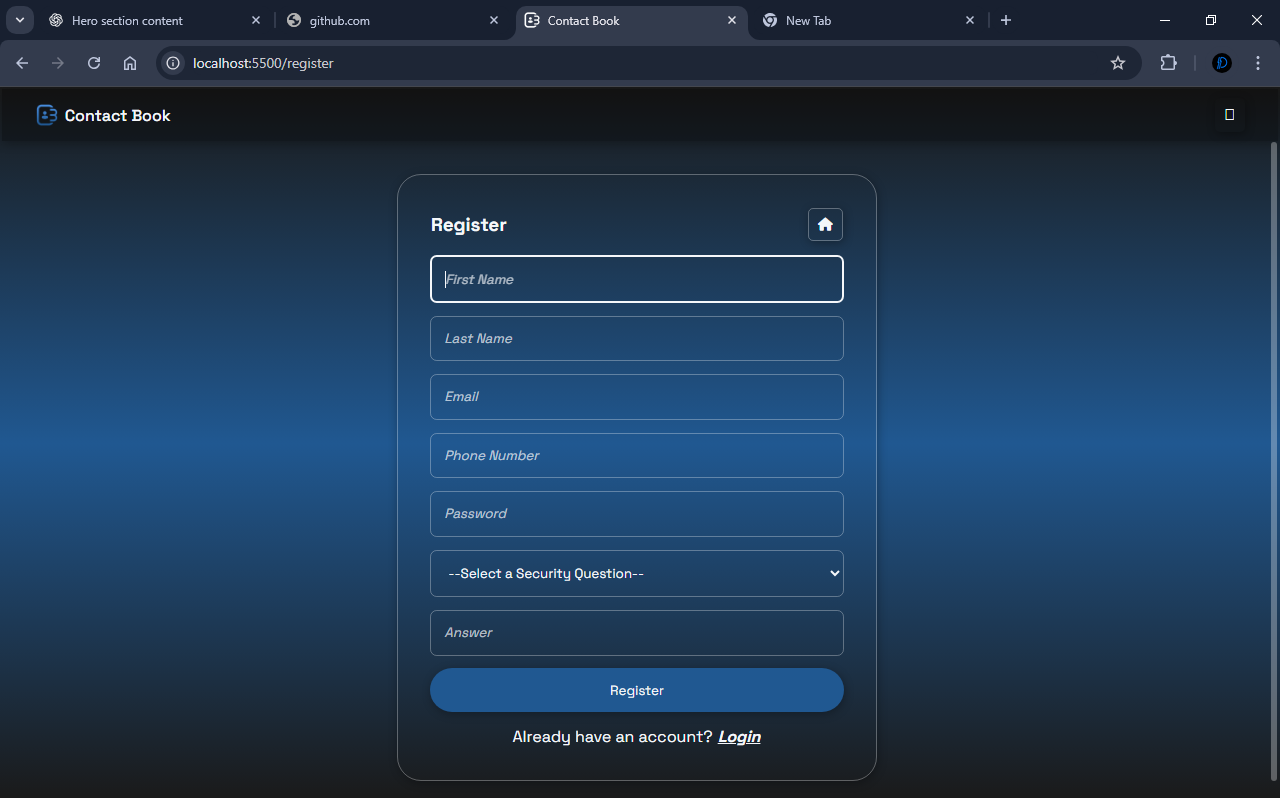 Hero section content
github.com
Contact Book
New Tab
localhost:5500/register
Contact Book
Register
First Name
Last Name
Email
Phone Number
Password
--Select a Security Question--
Answer
Register
Already have an account? Login